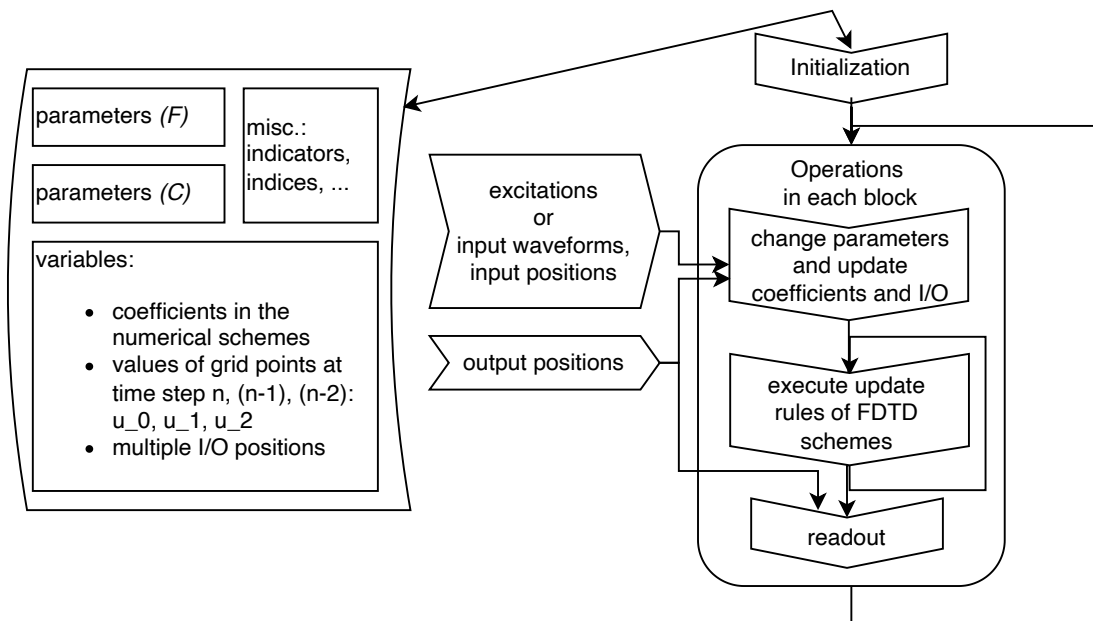 Initialization
parameters (F)
parameters (C)
misc.:
indicators,
indices, ...
variables:
• coefficients in the
numerical schemes
• values of grid points at
time step n, (n-1), (n-2):
u_0, u_1, u_2
• multiple I/O positions
excitations
or
input waveforms,
input positions
output positions
Operations
in each block
change parameters
and update
coefficients and I/O
execute update
rules of FDTD
schemes
readout